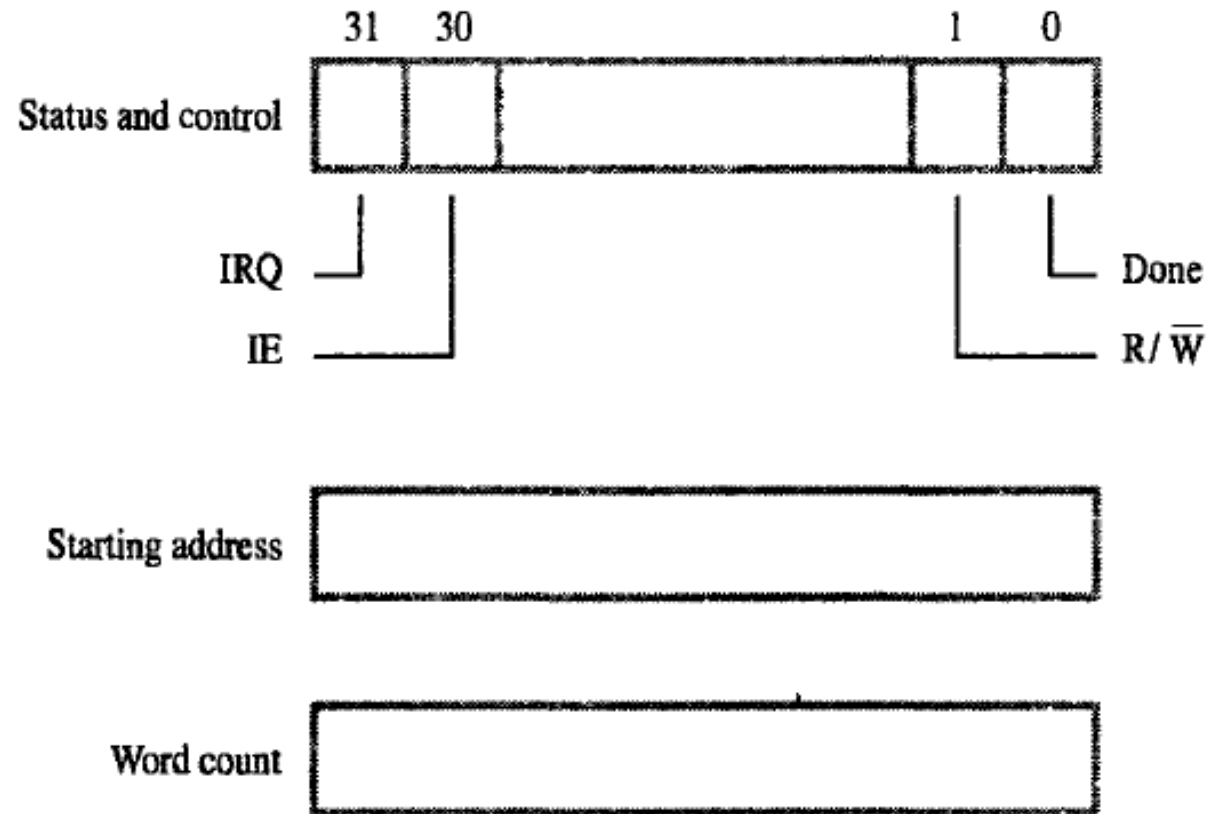 31 30 1 0
Status and control
IRQ Done
IE R/ W̅
Starting address
Word count